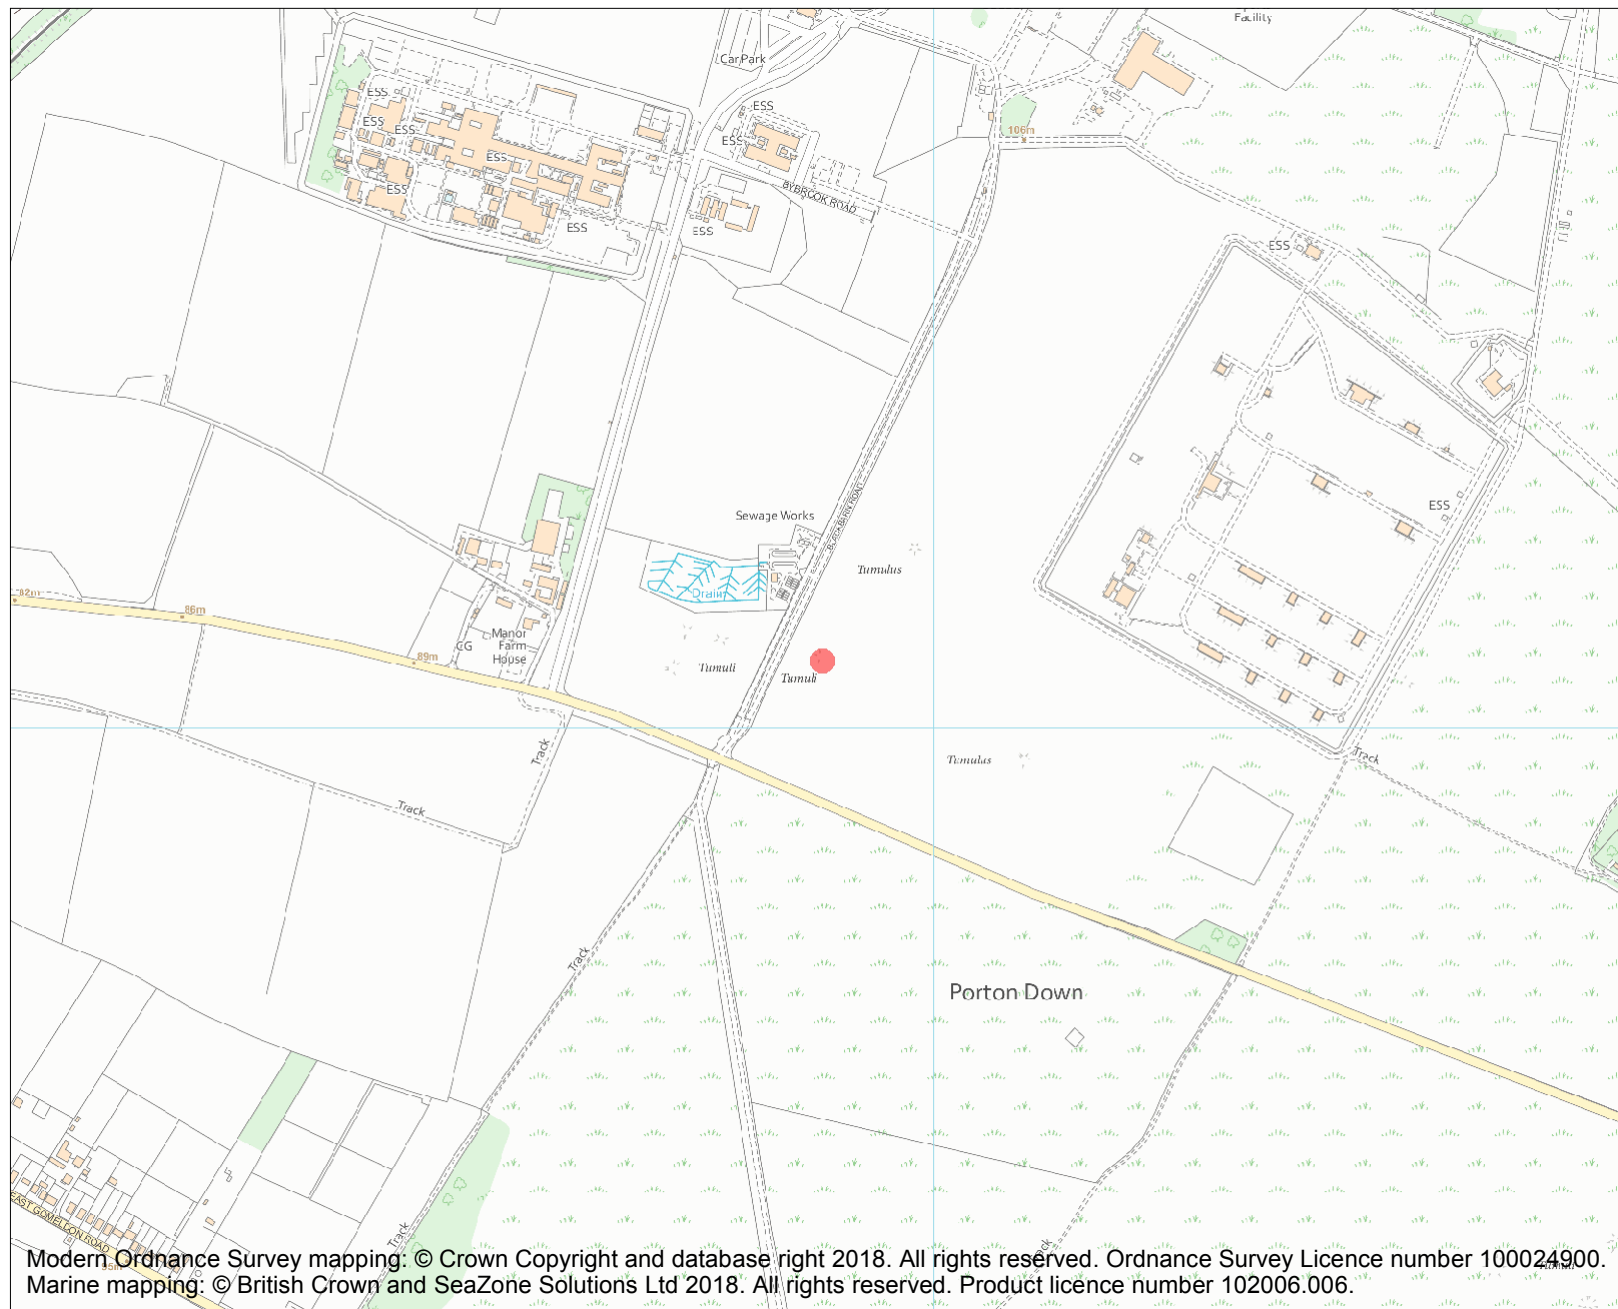 Facility
Car Park
ESS
ESS
ESS
ESS
ESS
ESS
ESS
ESS
ESS
BYBROOK ROAD
106m
ESS
ESS
Sewage Works
Tumulus
Drain
82m
86m
89m
CG
Manor
Farm
House
Tumuli
Tumuli
Tumulus
Track
Track
Track
Track
Porton Down
EAST GOMELDON ROAD
Track
Track
95m
Tumuli
Modern Ordnance Survey mapping: © Crown Copyright and database right 2018. All rights reserved. Ordnance Survey Licence number 100024900.
Marine mapping: © British Crown and SeaZone Solutions Ltd 2018. All rights reserved. Product licence number 102006.006.